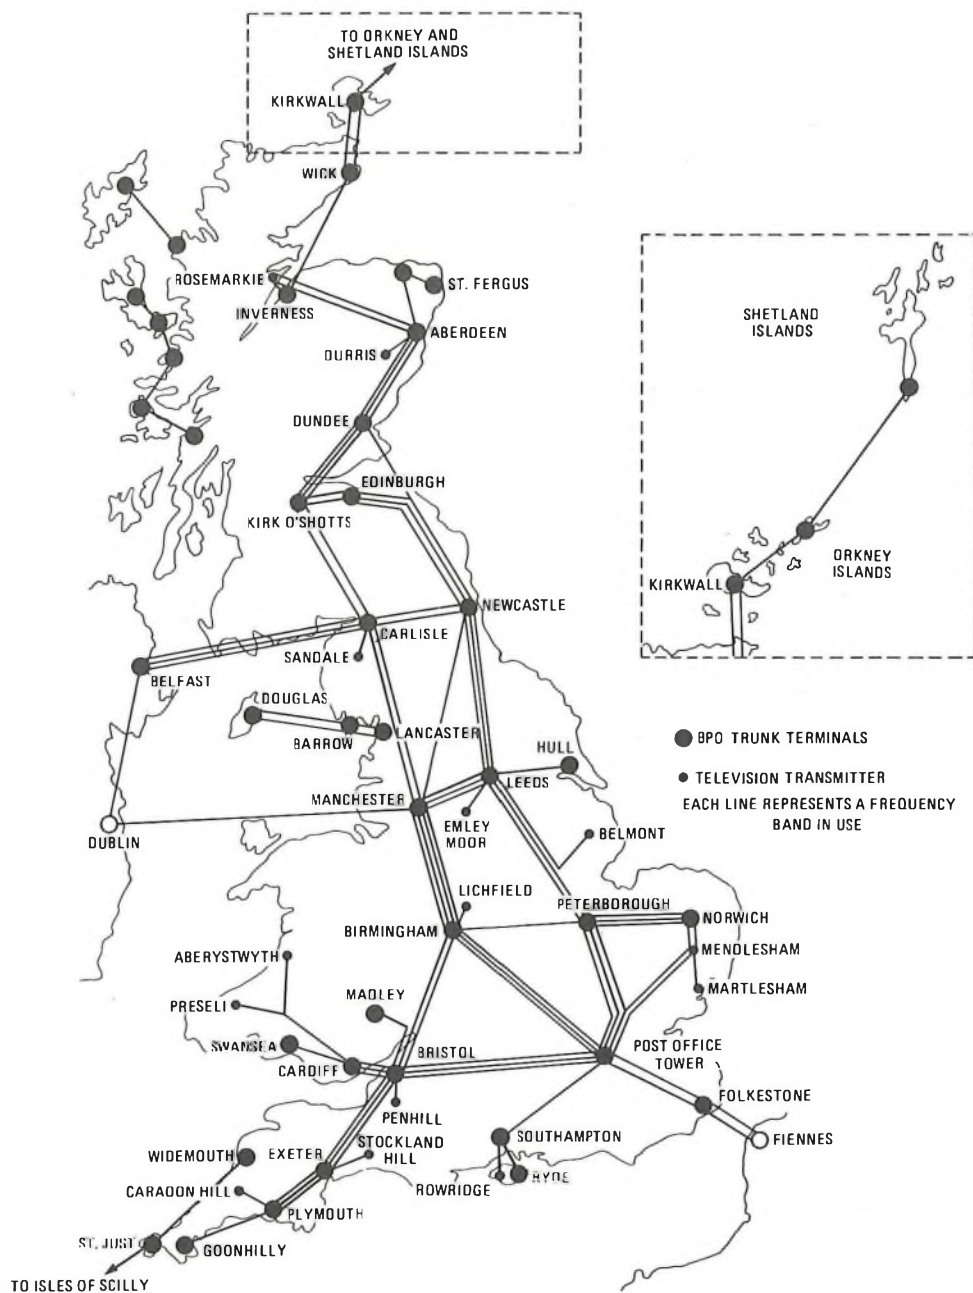 TO ORKNEY AND
SHETLAND ISLANDS
KIRKWALL
WICK
ROSEMARKIE
INVERNESS
ST. FERGUS
ABERDEEN
DURRIS
DUNDEE
EDINBURGH
KIRK O'SHOTTS
NEWCASTLE
CARLISLE
SANDALE
BELFAST
DOUGLAS
BARROW
LANCASTER
HULL
LEEDS
MANCHESTER
EMLEY
MOOR
DUBLIN
BELMONT
LICHFIELD
PETERBOROUGH
NORWICH
BIRMINGHAM
MENDLESHAM
ABERYSTWYTH
MARTLESHAM
PRESELI
MADLEY
SWANSEA
CARDIFF
BRISTOL
POST OFFICE
TOWER
FOLKESTONE
PENHILL
FIENNES
SOUTHAMPTON
STOCKLAND
HILL
WIDEMOUTH
EXETER
ROWRIDGE
RYDE
CARADON HILL
PLYMOUTH
ST. JUST
GOONHILLY
TO ISLES OF SCILLY
SHETLAND
ISLANDS
ORKNEY
ISLANDS
KIRKWALL
BPO TRUNK TERMINALS
TELEVISION TRANSMITTER
EACH LINE REPRESENTS A FREQUENCY
BAND IN USE